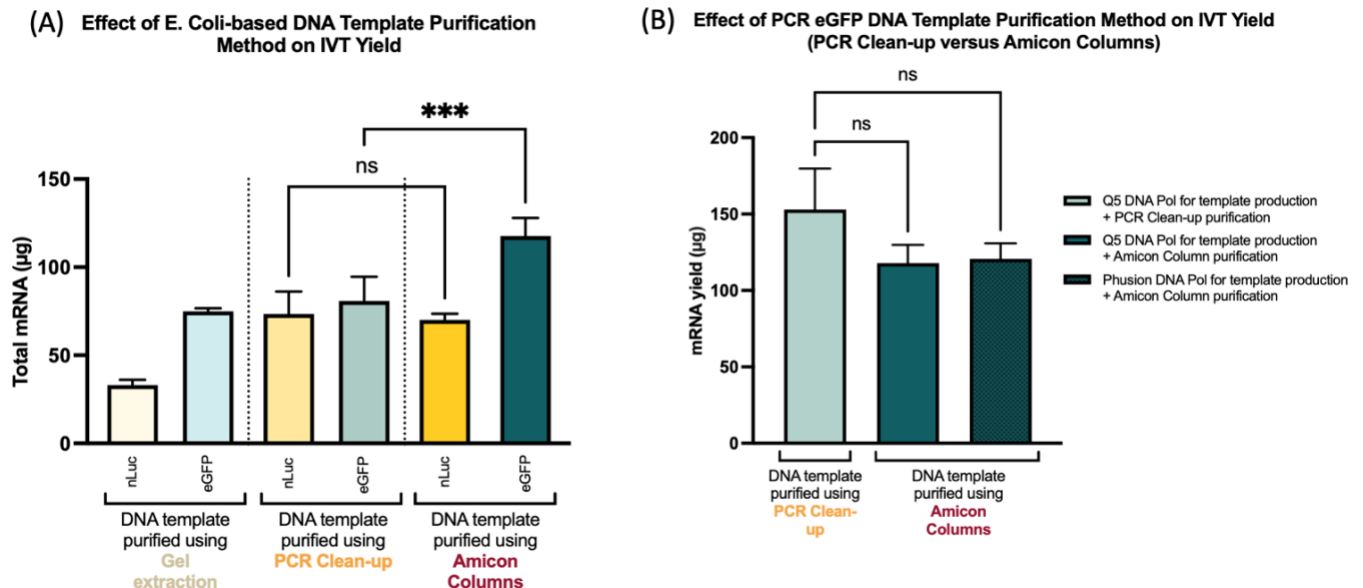 (A) Effect of E. Coli-based DNA Template Purification
Method on IVT Yield
Total mRNA (µg)
150
100
50
0
ns
***
nLuc
eGFP
nLuc
eGFP
nLuc
eGFP
DNA template
purified using
Gel
extraction
DNA template
purified using
PCR Clean-up
DNA template
purified using
Amicon
Columns
(B) Effect of PCR eGFP DNA Template Purification Method on IVT Yield
(PCR Clean-up versus Amicon Columns)
mRNA yield (µg)
200
150
100
50
0
ns
ns
DNA template
purified using
PCR Clean-
up
DNA template
purified using
Amicon
Columns
Q5 DNA Pol for template production
+ PCR Clean-up purification
Q5 DNA Pol for template production
+ Amicon Column purification
Phusion DNA Pol for template production
+ Amicon Column purification